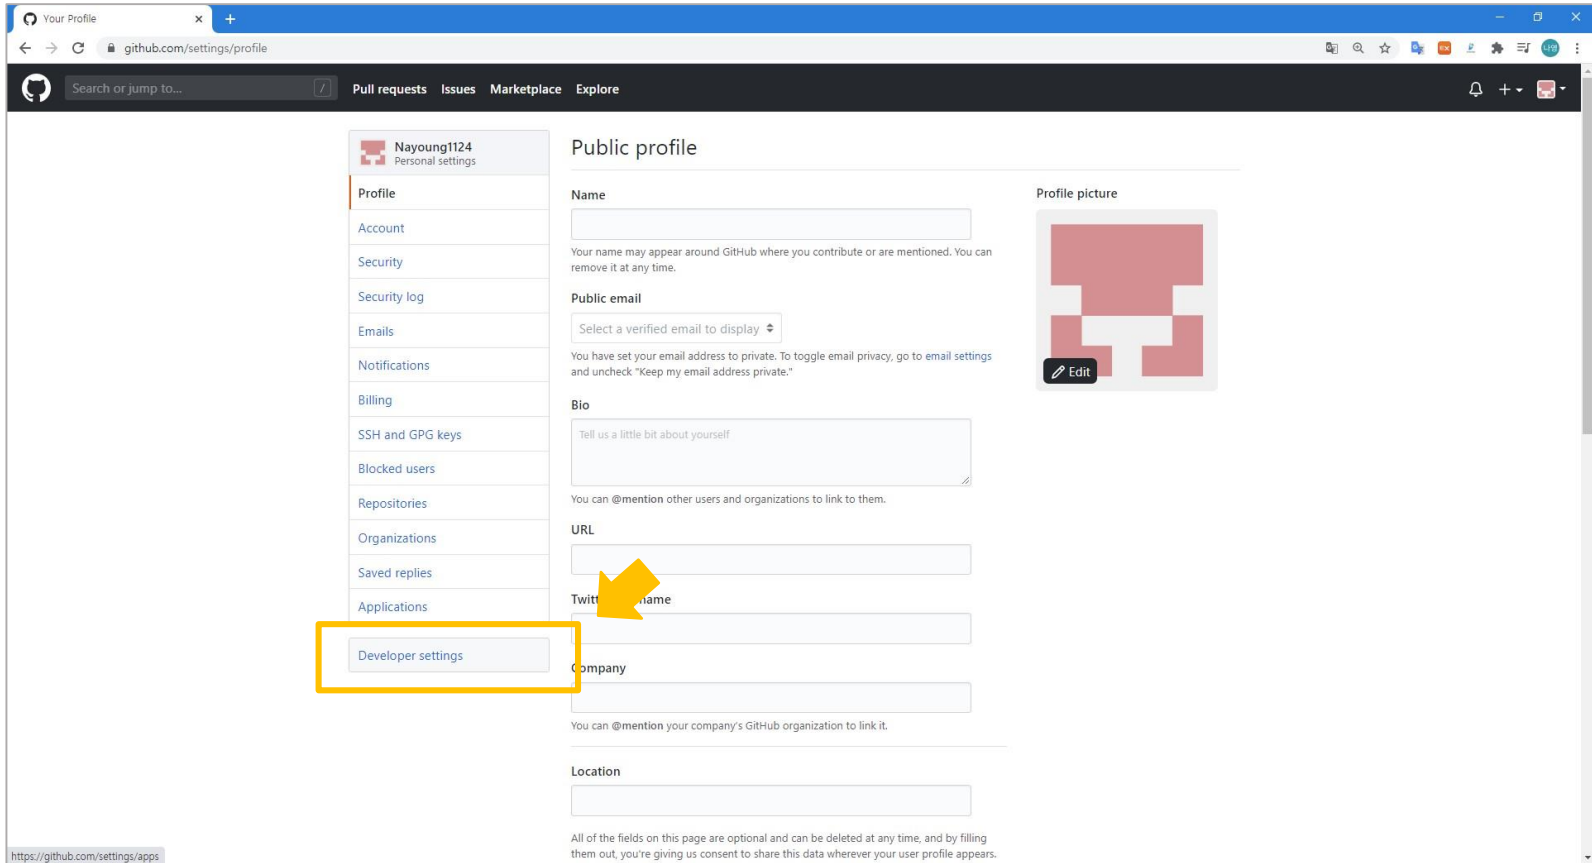 Your Profile
github.com/settings/profile
나영
Search or jump to...
/
Pull requests Issues Marketplace Explore
Nayoung1124
Personal settings
Profile
Account
Security
Security log
Emails
Notifications
Billing
SSH and GPG keys
Blocked users
Repositories
Organizations
Saved replies
Applications
Developer settings
Public profile
Name
Your name may appear around GitHub where you contribute or are mentioned. You can
remove it at any time.
Public email
Select a verified email to display
You have set your email address to private. To toggle email privacy, go to email settings
and uncheck "Keep my email address private."
Bio
Tell us a little bit about yourself
You can @mention other users and organizations to link to them.
URL
Company
You can @mention your company's GitHub organization to link it.
Location
All of the fields on this page are optional and can be deleted at any time, and by filling
them out, you're giving us consent to share this data wherever your user profile appears.
Profile picture
Edit
https://github.com/settings/apps